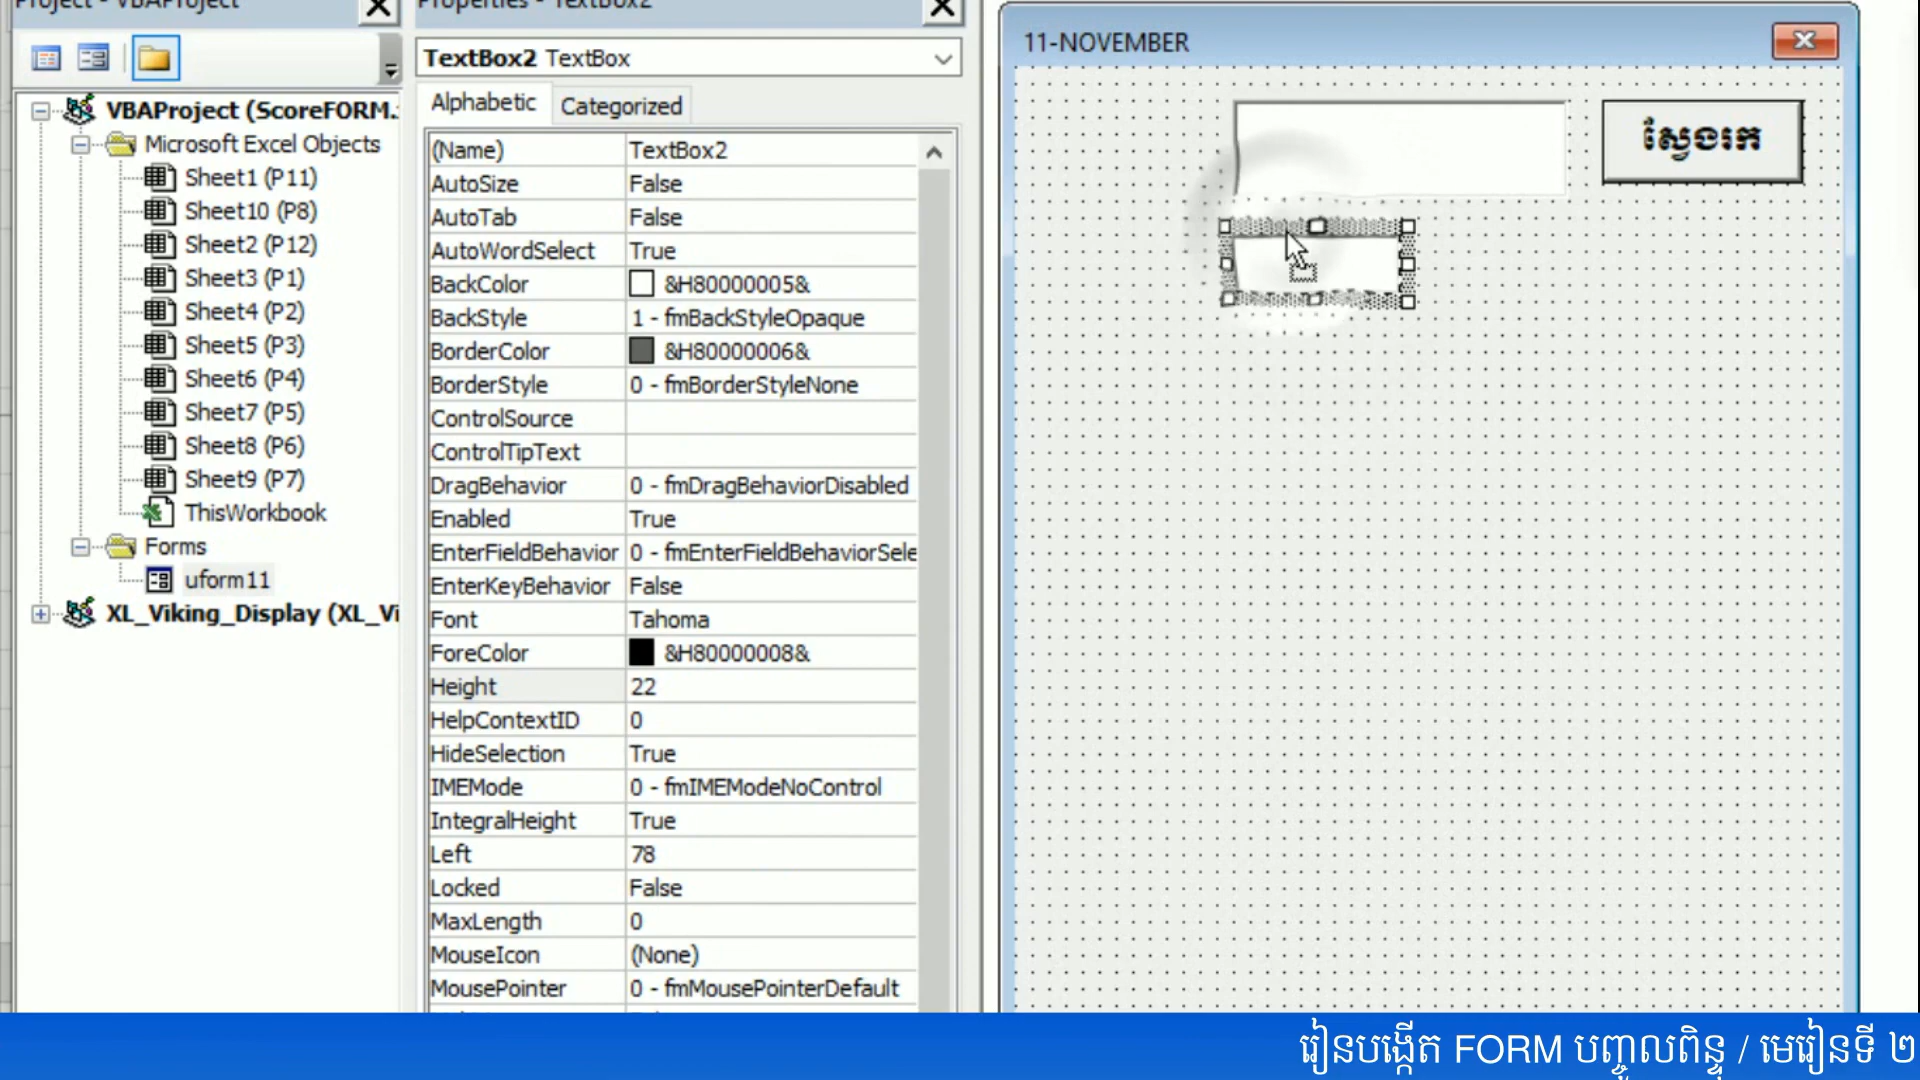 Project - VBAProject
VBAProject (ScoreFORM.
Microsoft Excel Objects
Sheet1 (P11)
Sheet10 (P8)
Sheet2 (P12)
Sheet3 (P1)
Sheet4 (P2)
Sheet5 (P3)
Sheet6 (P4)
Sheet7 (P5)
Sheet8 (P6)
Sheet9 (P7)
ThisWorkbook
Forms
uform11
XL_Viking_Display (XL_Vi
Properties - TextBox2
TextBox2 TextBox
Alphabetic Categorized
(Name) TextBox2
AutoSize False
AutoTab False
AutoWordSelect True
BackColor &H80000005&
BackStyle 1 - fmBackStyleOpaque
BorderColor &H80000006&
BorderStyle 0 - fmBorderStyleNone
ControlSource
ControlTipText
DragBehavior 0 - fmDragBehaviorDisabled
Enabled True
EnterFieldBehavior 0 - fmEnterFieldBehaviorSele
EnterKeyBehavior False
Font Tahoma
ForeColor &H80000008&
Height 22
HelpContextID 0
HideSelection True
IMEMode 0 - fmIMEModeNoControl
IntegralHeight True
Left 78
Locked False
MaxLength 0
MouseIcon (None)
MousePointer 0 - fmMousePointerDefault
11-NOVEMBER
ស្វែងរក
រៀនបង្កើត FORM បញ្ចូលពិន្ទុ / មេរៀនទី ២